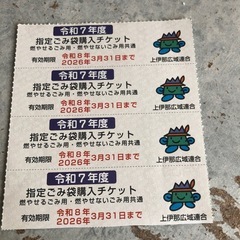 令和７年度
指定ごみ袋購入チケット
燃やせるごみ用・燃やせないごみ用共通
有効期限 令和８年
2026年3月31日まで
上伊那広域連合
令和７年度
指定ごみ袋購入チケット
燃やせるごみ用・燃やせないごみ用共通
有効期限 令和８年
2026年3月31日まで
上伊那広域連合
令和７年度
指定ごみ袋購入チケット
燃やせるごみ用・燃やせないごみ用共通
有効期限 令和８年
2026年3月31日まで
上伊那広域連合
令和７年度
指定ごみ袋購入チケット
燃やせるごみ用・燃やせないごみ用共通
有効期限 令和８年
2026年3月31日まで
上伊那広域連合